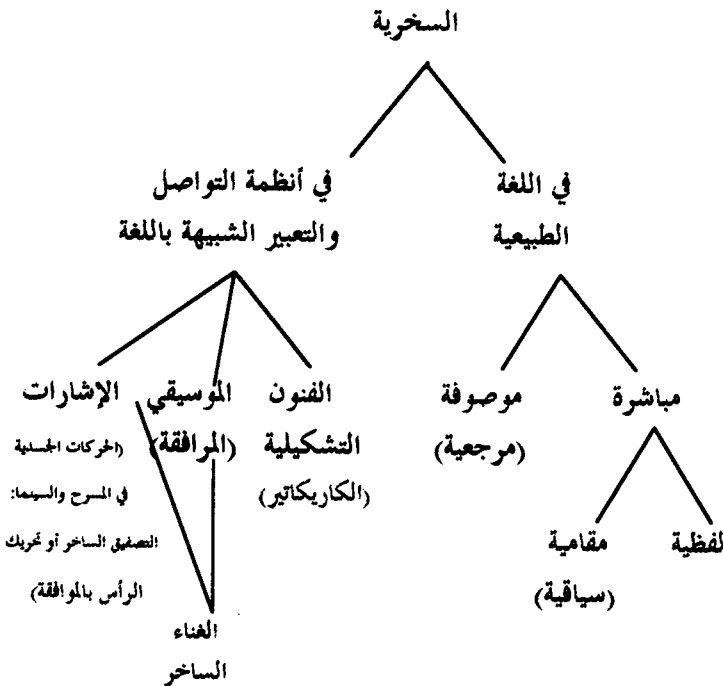 السخرية
في اللغة
الطبيعية
في أنظمة التواصل
والتعبير الشبيهة باللغة
مباشرة
موصوفة
(مرجعية)
الفنون
التشكيلية
(الكاريكاتير)
الموسيقي
(المرافقة)
الإشارات
(الحركات الجسدية
في المسرح والسينما:
التصفيق الساخر أو تحريك
الرأس بالموافقة)
لفظية
مقامية
(سياقية)
الغناء
الساخر